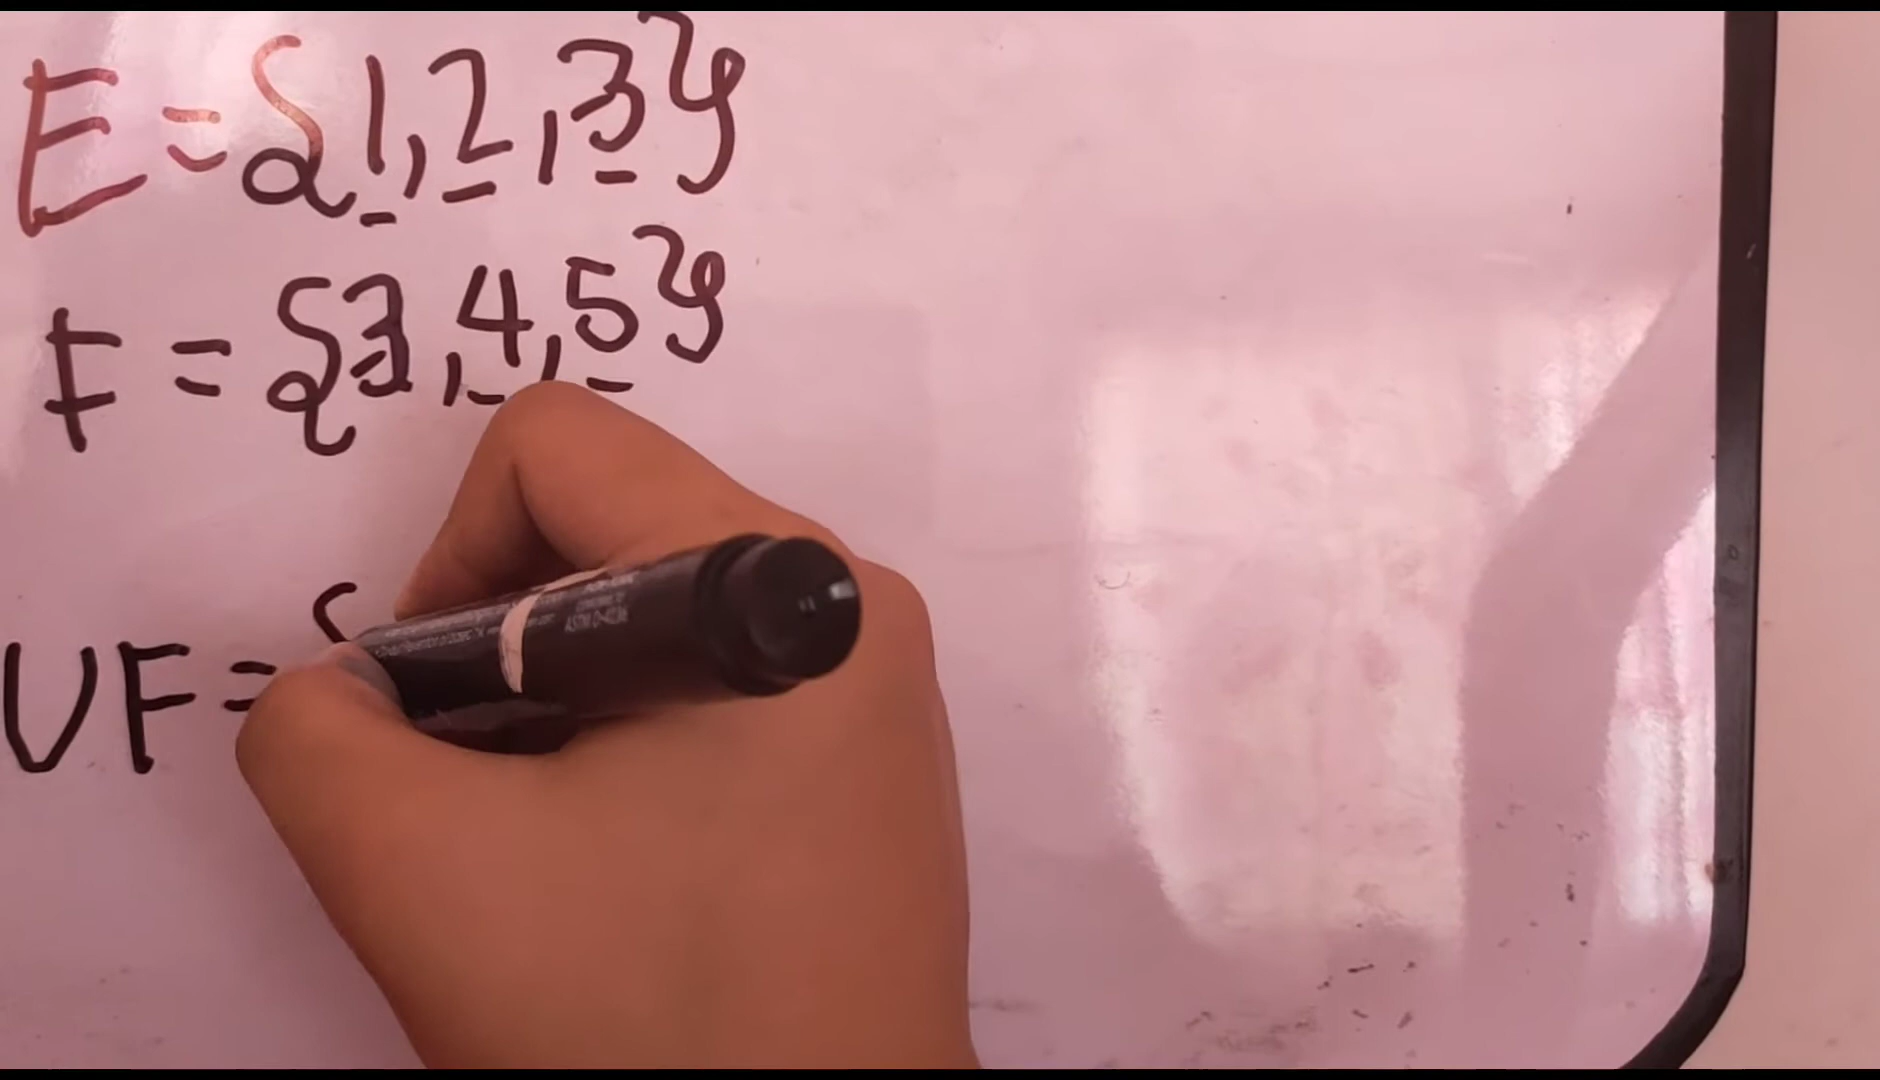 E = {1, 2, 3}
F = {3, 4, 5}
U F = {